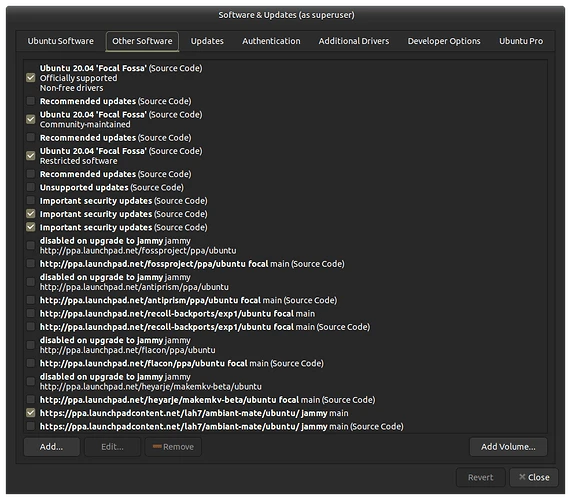 Software & Updates (as superuser)
Ubuntu Software
Other Software
Updates
Authentication
Additional Drivers
Developer Options
Ubuntu Pro
Ubuntu 20.04 'Focal Fossa' (Source Code)
Officially supported
Non-free drivers
Recommended updates (Source Code)
Ubuntu 20.04 'Focal Fossa' (Source Code)
Community-maintained
Recommended updates (Source Code)
Ubuntu 20.04 'Focal Fossa' (Source Code)
Restricted software
Recommended updates (Source Code)
Unsupported updates (Source Code)
Important security updates (Source Code)
Important security updates (Source Code)
Important security updates (Source Code)
disabled on upgrade to jammy jammy
http://ppa.launchpad.net/fossproject/ppa/ubuntu
http://ppa.launchpad.net/fossproject/ppa/ubuntu focal main (Source Code)
disabled on upgrade to jammy jammy
http://ppa.launchpad.net/antiprism/ppa/ubuntu
http://ppa.launchpad.net/antiprism/ppa/ubuntu focal main (Source Code)
http://ppa.launchpad.net/recoll-backports/exp1/ubuntu focal main
http://ppa.launchpad.net/recoll-backports/exp1/ubuntu focal main (Source Code)
disabled on upgrade to jammy jammy
http://ppa.launchpad.net/flacon/ppa/ubuntu
http://ppa.launchpad.net/flacon/ppa/ubuntu focal main (Source Code)
disabled on upgrade to jammy jammy
http://ppa.launchpad.net/heyarje/makemkv-beta/ubuntu
http://ppa.launchpad.net/heyarje/makemkv-beta/ubuntu focal main (Source Code)
https://ppa.launchpadcontent.net/lah7/ambiant-mate/ubuntu/ jammy main
https://ppa.launchpadcontent.net/lah7/ambiant-mate/ubuntu/ jammy main (Source Code)
Add...
Edit...
Remove
Add Volume...
Revert
Close